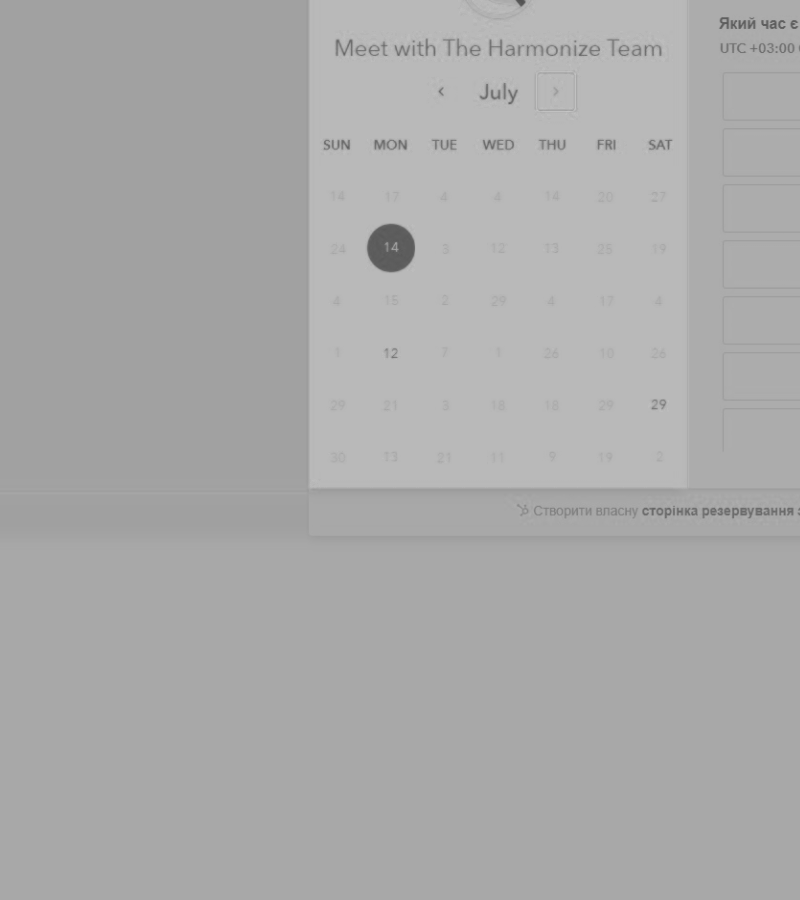 Meet with The Harmonize Team
‹ July ›
SUN MON TUE WED THU FRI SAT
14 17 4 4 14 20 27
24 14 3 12 13 25 19
4 15 2 29 4 17 4
1 12 7 1 26 10 26
29 21 3 18 18 29 29
30 13 21 11 9 19 2
Який час є
UTC +03:00
Створити власну сторінка резервування